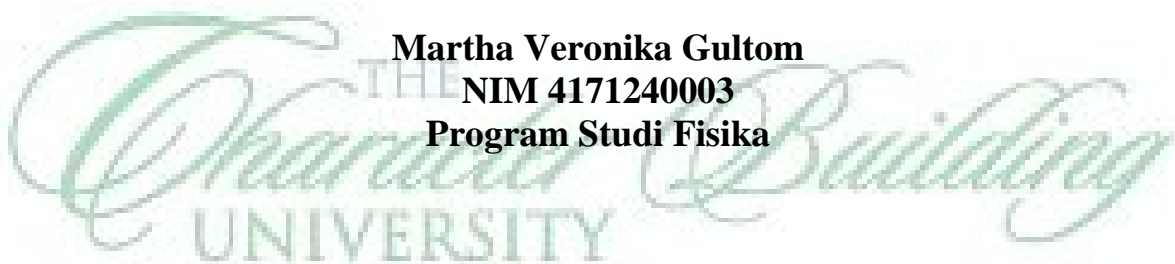 Martha Veronika Gultom
THE
NIM 4171240003
Program Studi Fisika
Character Building
UNIVERSITY